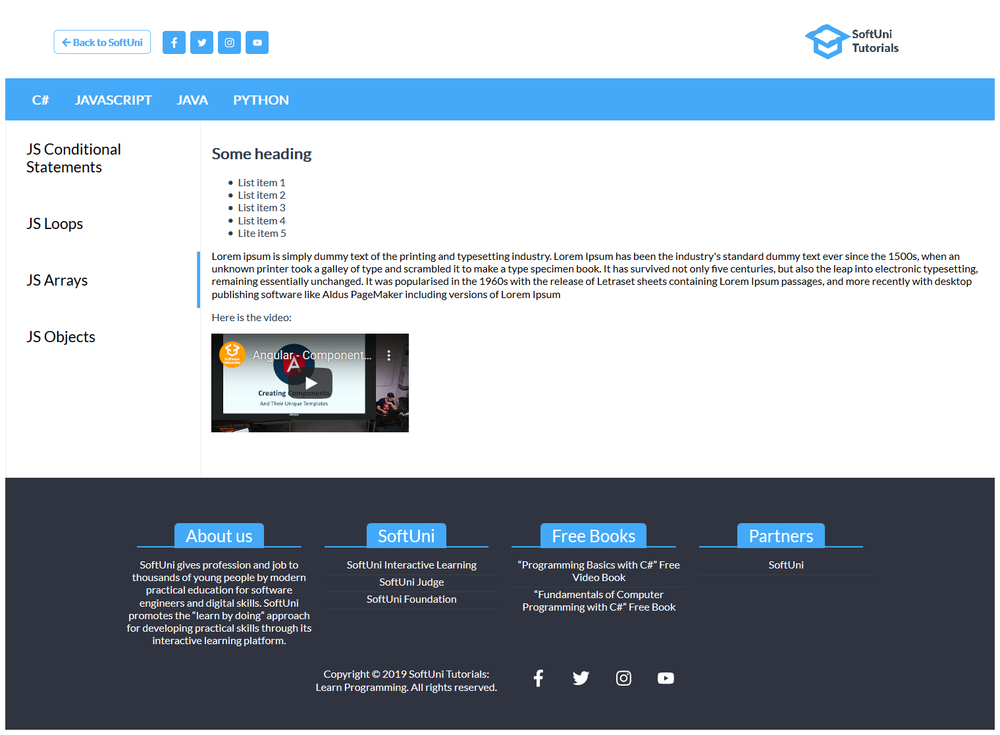 Back to SoftUni
SoftUni
Tutorials
C# JAVASCRIPT JAVA PYTHON
JS Conditional
Statements
JS Loops
JS Arrays
JS Objects
Some heading
List item 1
List item 2
List item 3
List item 4
Lite item 5
Lorem ipsum is simply dummy text of the printing and typesetting industry. Lorem Ipsum has been the industry's standard dummy text ever since the 1500s, when an
unknown printer took a galley of type and scrambled it to make a type specimen book. It has survived not only five centuries, but also the leap into electronic typesetting,
remaining essentially unchanged. It was popularised in the 1960s with the release of Letraset sheets containing Lorem Ipsum passages, and more recently with desktop
publishing software like Aldus PageMaker including versions of Lorem Ipsum
Here is the video:
Software
University
Angular - Component...
A
Creating Components
And Their Unique Templates
About us
SoftUni gives profession and job to
thousands of young people by modern
practical education for software
engineers and digital skills. SoftUni
promotes the “learn by doing” approach
for developing practical skills through its
interactive learning platform.
SoftUni
SoftUni Interactive Learning
SoftUni Judge
SoftUni Foundation
Free Books
“Programming Basics with C#” Free
Video Book
“Fundamentals of Computer
Programming with C#” Free Book
Partners
SoftUni
Copyright © 2019 SoftUni Tutorials:
Learn Programming. All rights reserved.